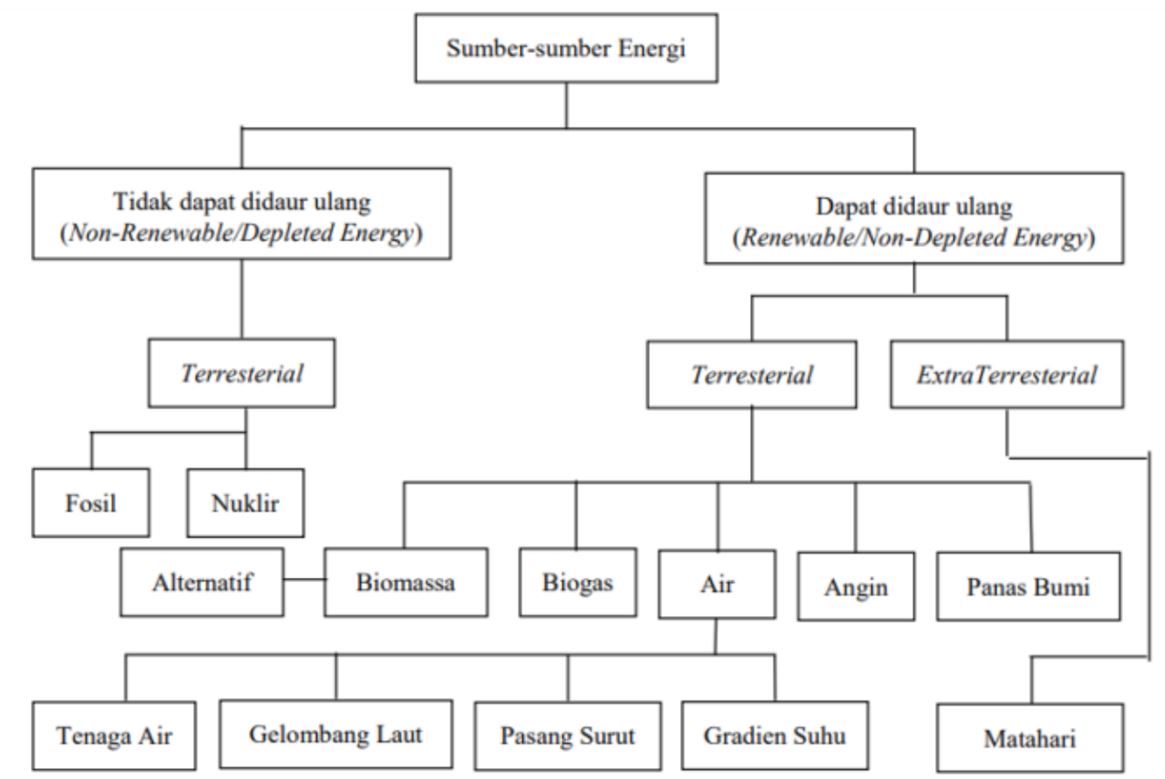 Sumber-sumber Energi
Tidak dapat didaur ulang
(Non-Renewable/Depleted Energy)
Dapat didaur ulang
(Renewable/Non-Depleted Energy)
Terresterial
Terresterial
ExtraTerresterial
Fosil
Nuklir
Alternatif
Biomassa
Biogas
Air
Angin
Panas Bumi
Tenaga Air
Gelombang Laut
Pasang Surut
Gradien Suhu
Matahari